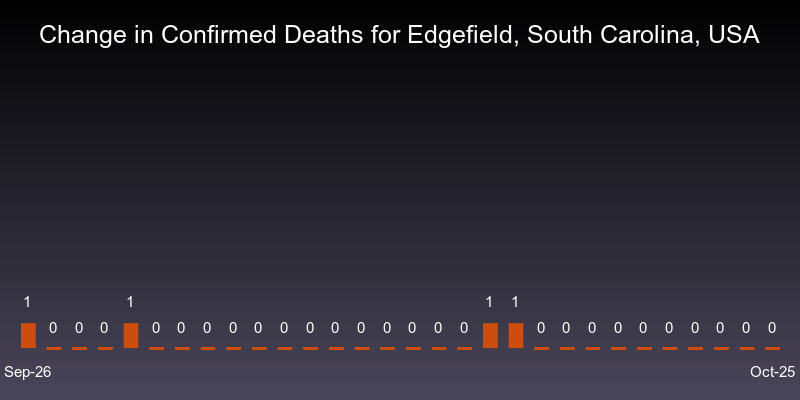 Change in Confirmed Deaths for Edgefield, South Carolina, USA
1 1 1 1
0 0 0 0 0 0 0 0 0 0 0 0 0 0 0 0 0 0 0 0 0 0 0 0 0 0
Sep-26 Oct-25